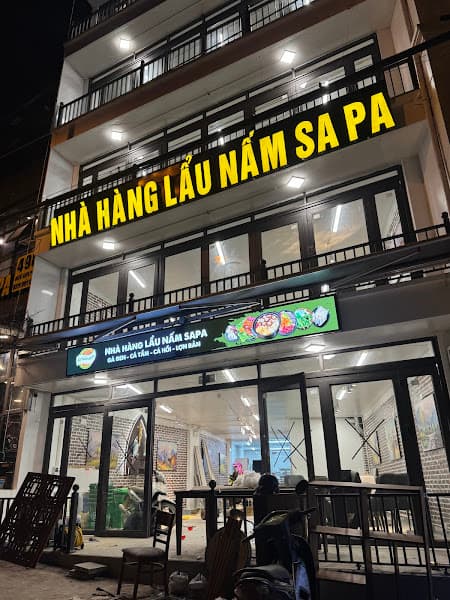 NHÀ HÀNG LẨU NẤM SA PA
NHÀ HÀNG LẨU NẤM SAPA
GÀ ĐEN - CÁ TẦM - CÁ HỒI - LỢN BẢN